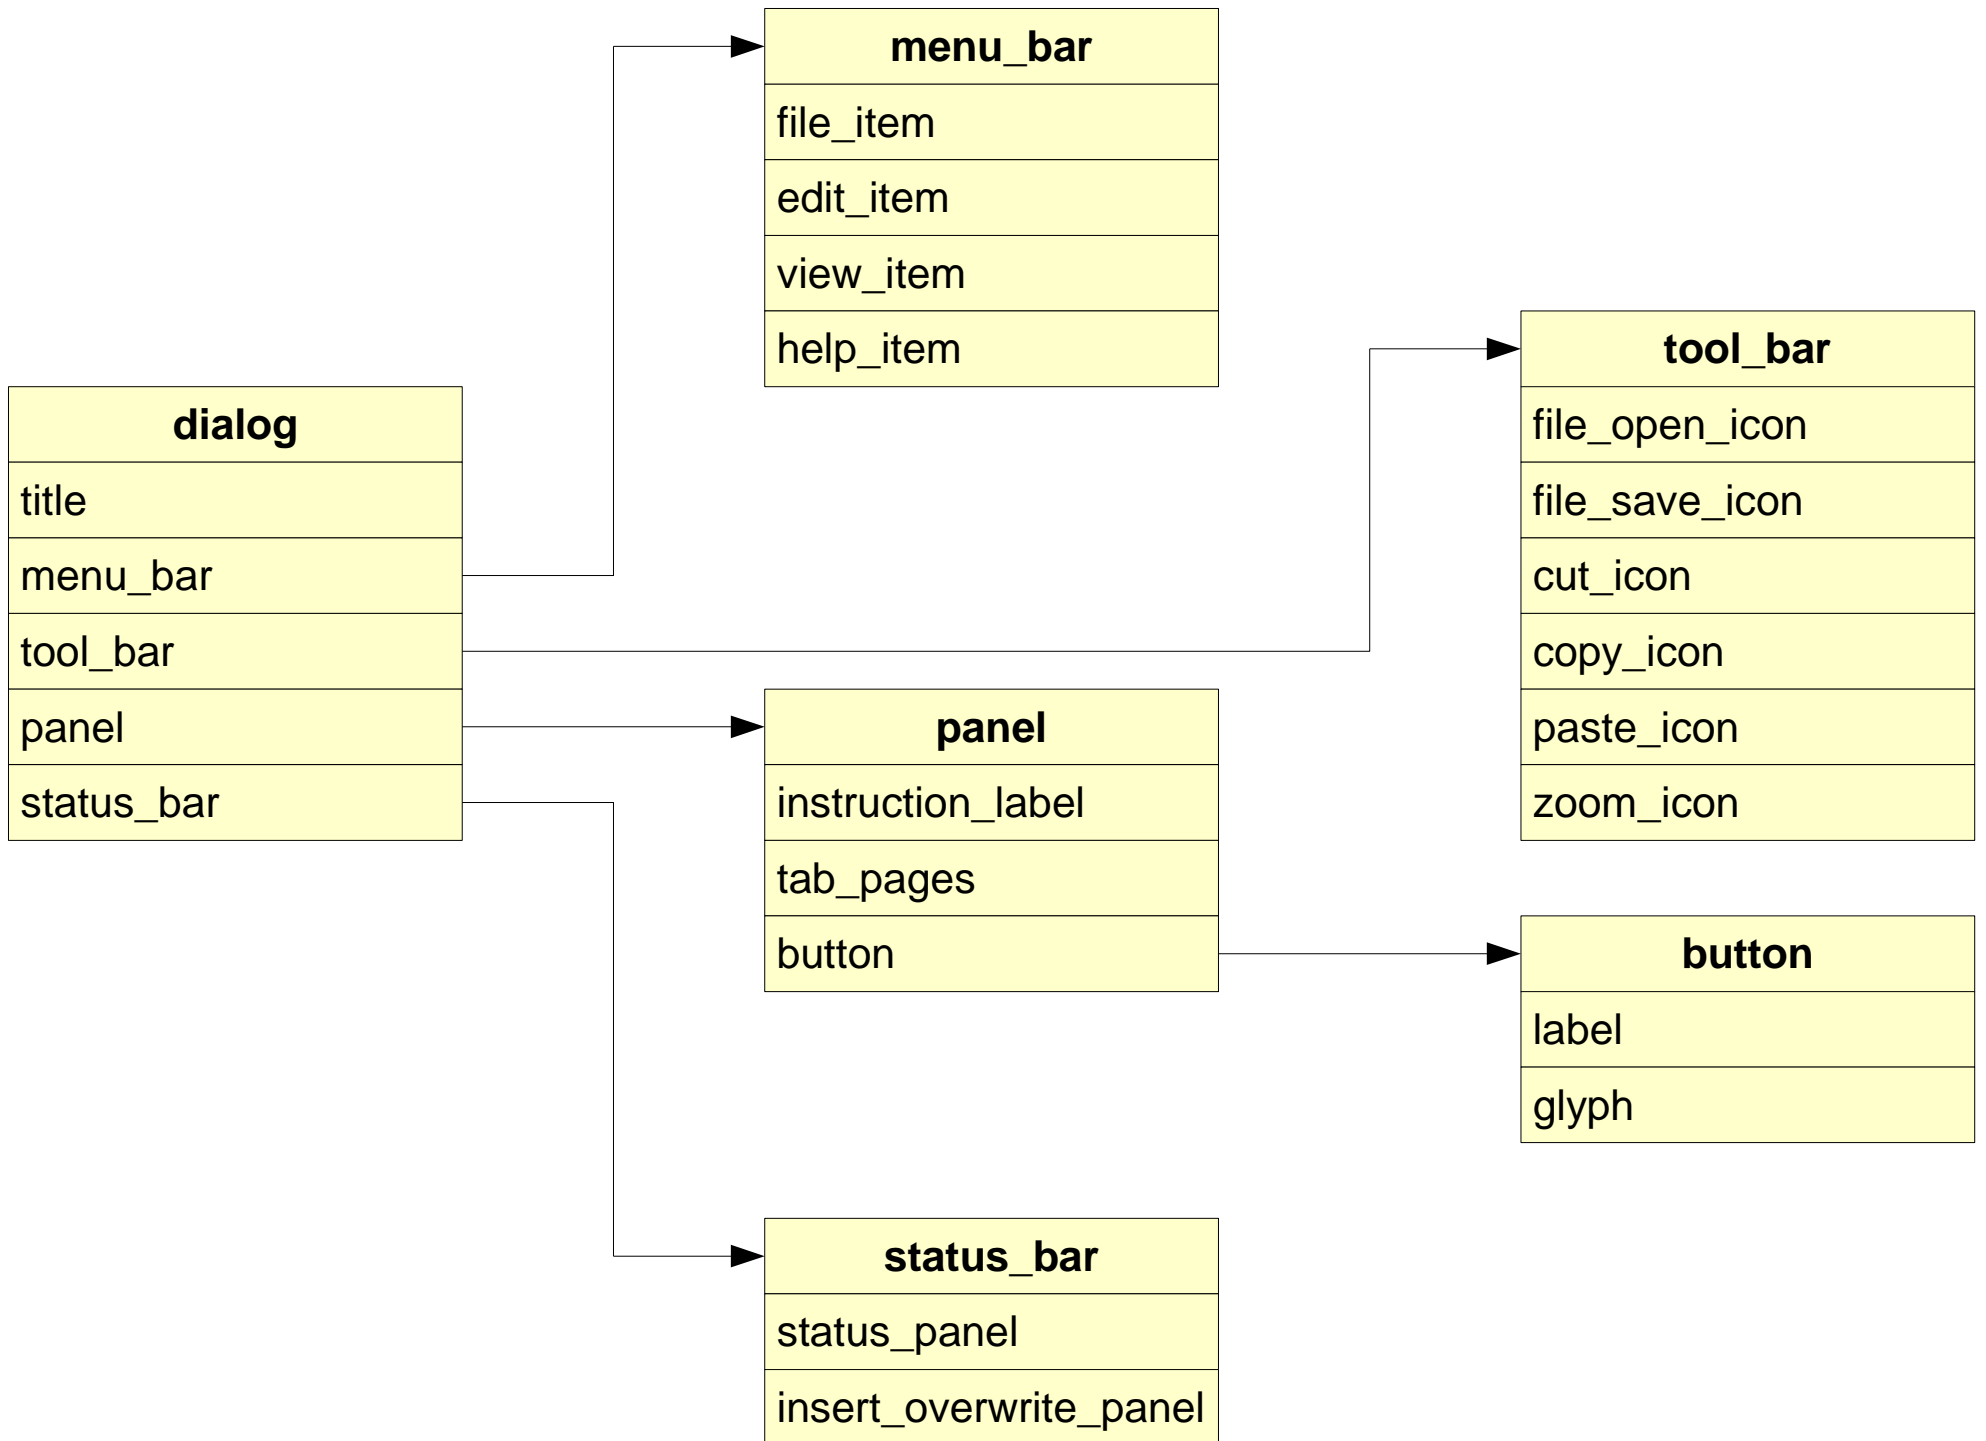 menu_bar
file_item
edit_item
view_item
help_item
tool_bar
file_open_icon
file_save_icon
cut_icon
copy_icon
paste_icon
zoom_icon
dialog
title
menu_bar
tool_bar
panel
status_bar
panel
instruction_label
tab_pages
button
button
label
glyph
status_bar
status_panel
insert_overwrite_panel